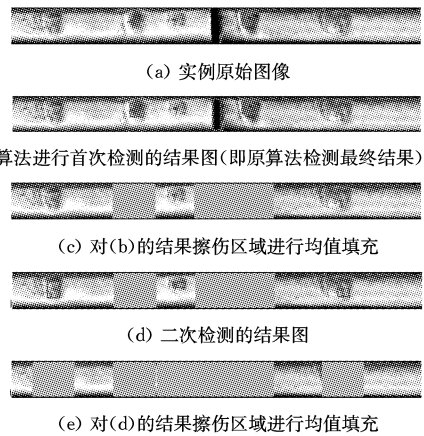 (a) 实例原始图像
算法进行首次检测的结果图(即原算法检测最终结果)
(c) 对(b)的结果擦伤区域进行均值填充
(d) 二次检测的结果图
(e) 对(d)的结果擦伤区域进行均值填充